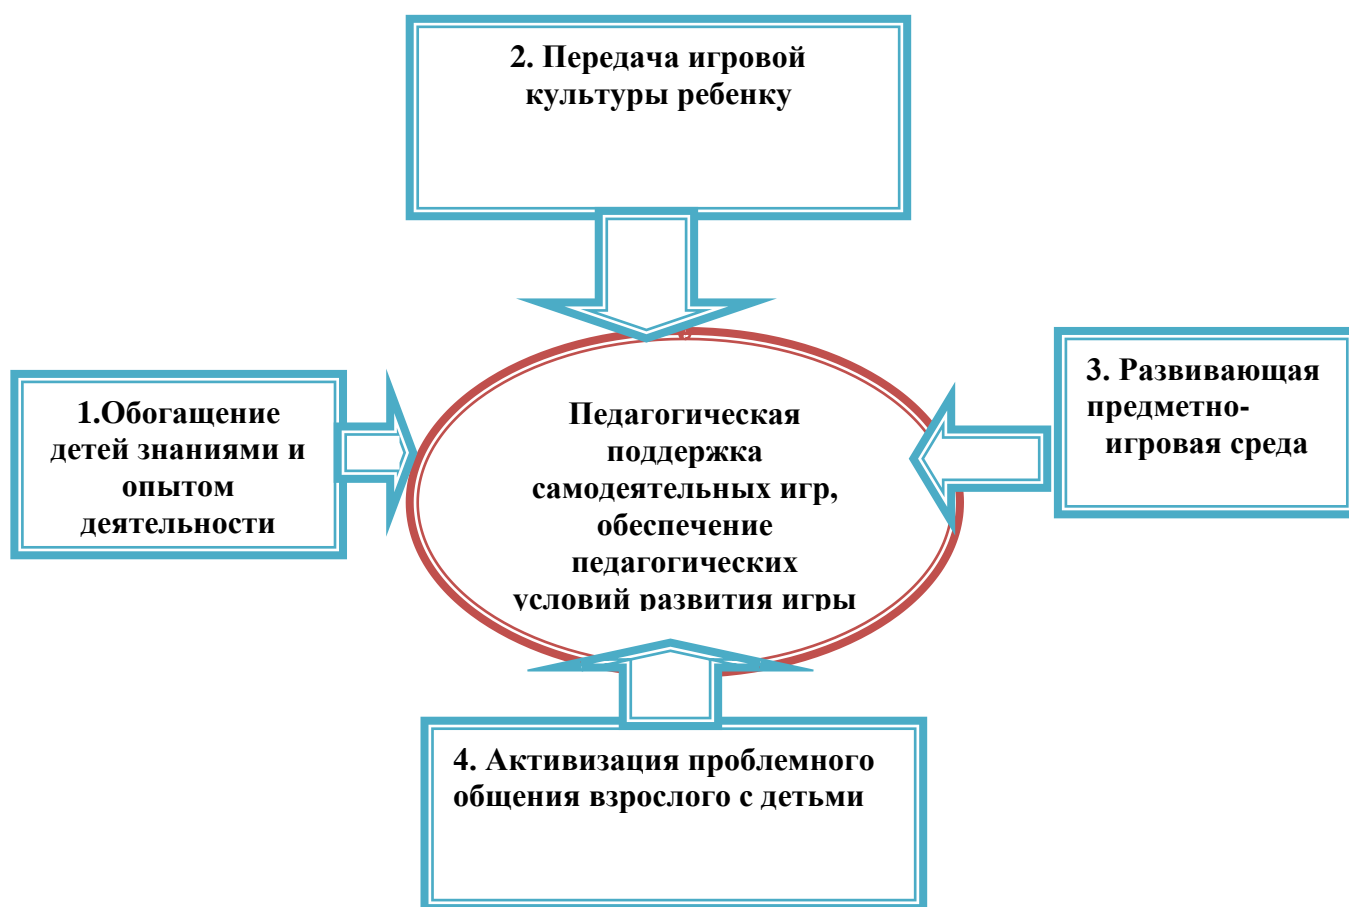 2. Передача игровой
культуры ребенку
1.Обогащение
детей знаниями и
опытом
деятельности
Педагогическая
поддержка
самодеятельных игр,
обеспечение
педагогических
условий развития игры
3. Развивающая
предметно-
игровая среда
4. Активизация проблемного
общения взрослого с детьми